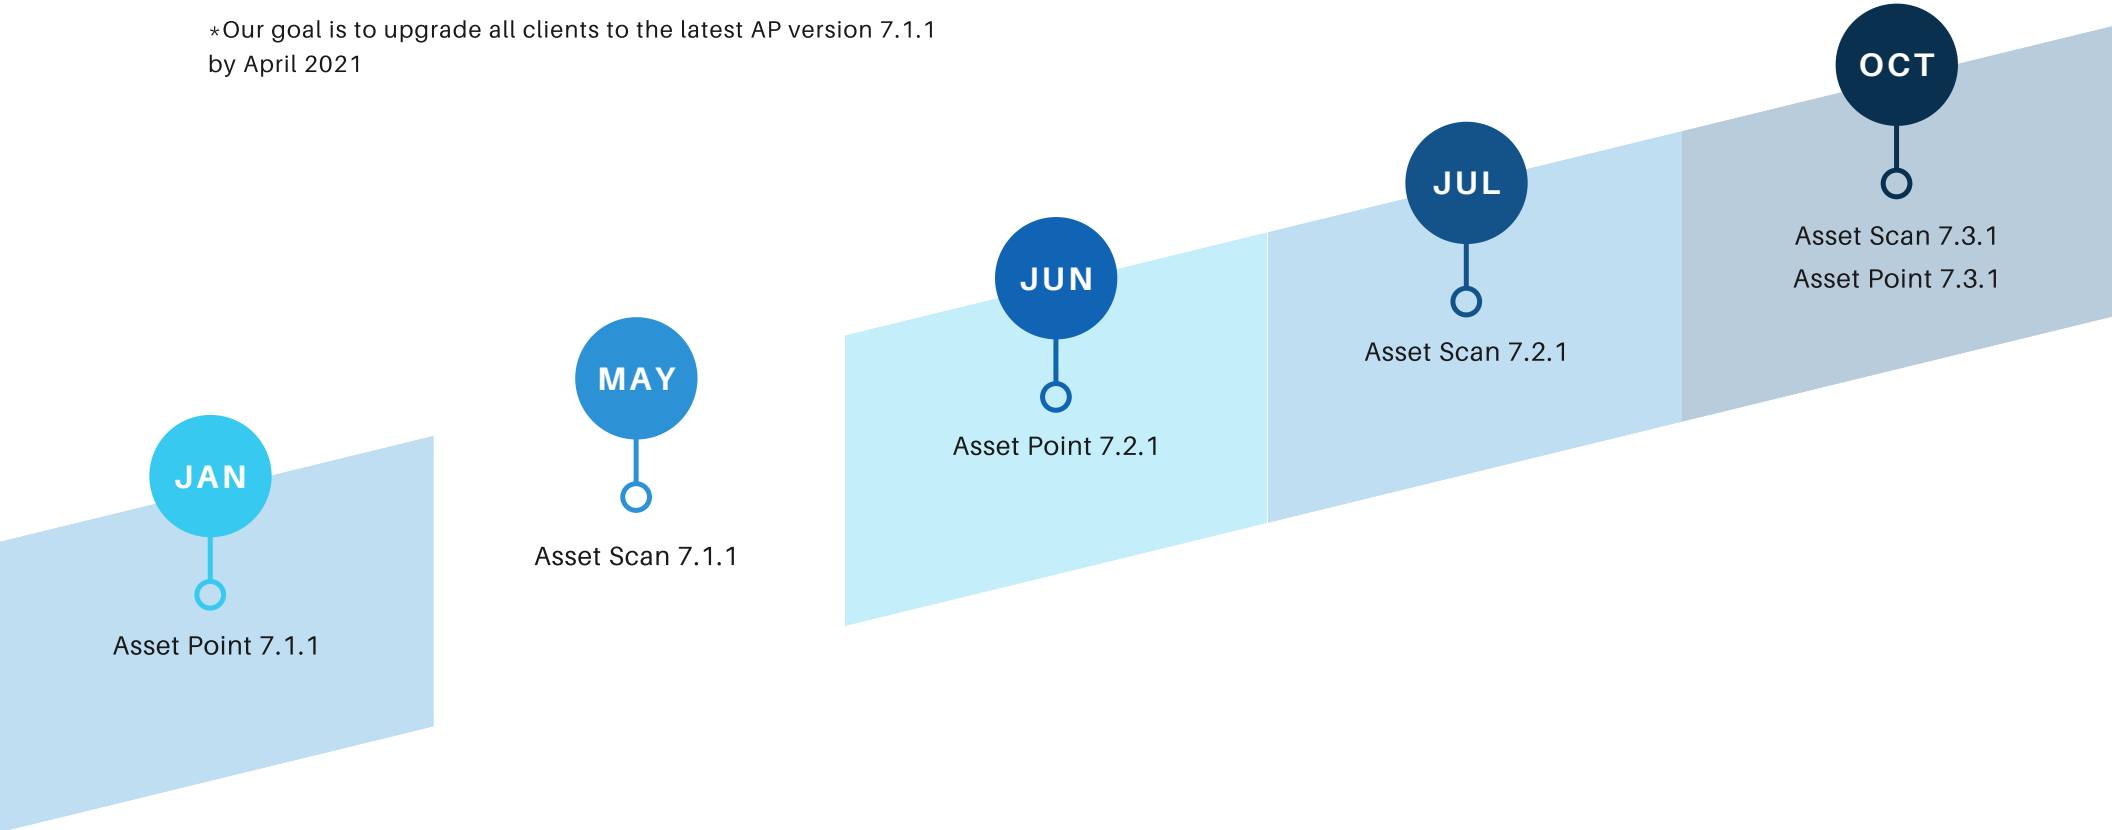 *Our goal is to upgrade all clients to the latest AP version 7.1.1
by April 2021
JAN
Asset Point 7.1.1
MAY
Asset Scan 7.1.1
JUN
Asset Point 7.2.1
JUL
Asset Scan 7.2.1
OCT
Asset Scan 7.3.1
Asset Point 7.3.1